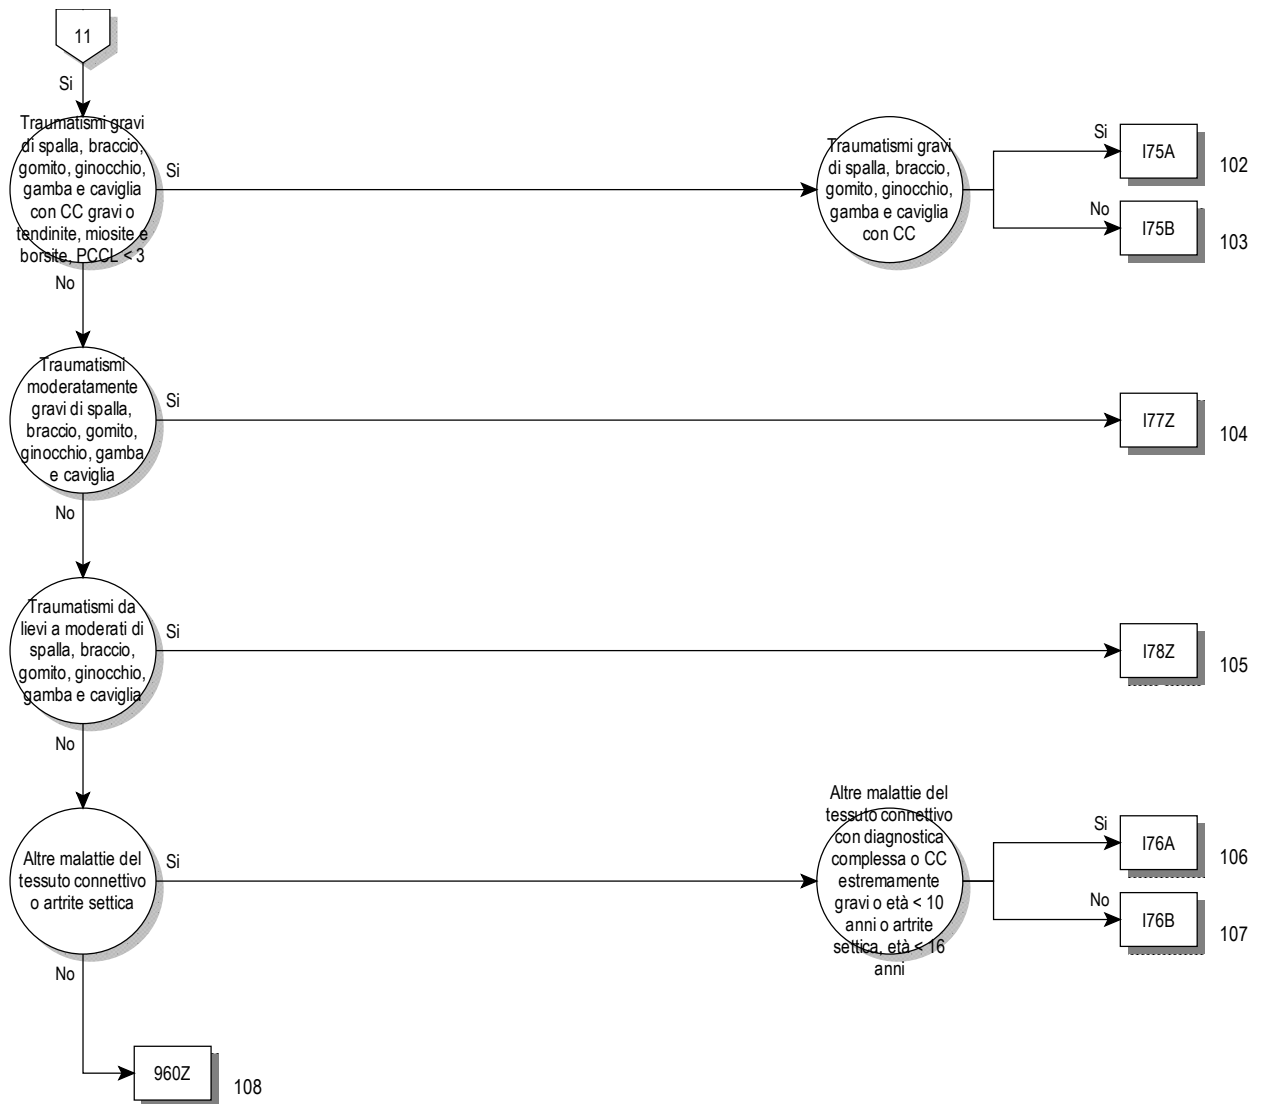 11
Si
Traumatismi gravi
di spalla, braccio,
gomito, ginocchio,
gamba e caviglia
con CC gravi o
tendinite, miosite e
borsite, PCCL < 3
Si
Traumatismi gravi
di spalla, braccio,
gomito, ginocchio,
gamba e caviglia
con CC
Si
I75A
102
No
I75B
103
No
Traumatismi
moderatamente
gravi di spalla,
braccio, gomito,
ginocchio, gamba
e caviglia
Si
I77Z
104
No
Traumatismi da
lievi a moderati di
spalla, braccio,
gomito, ginocchio,
gamba e caviglia
Si
I78Z
105
No
Altre malattie del
tessuto connettivo
o artrite settica
Si
Altre malattie del
tessuto connettivo
con diagnostica
complessa o CC
estremamente
gravi o età < 10
anni o artrite
settica, età < 16
anni
Si
I76A
106
No
I76B
107
No
960Z
108